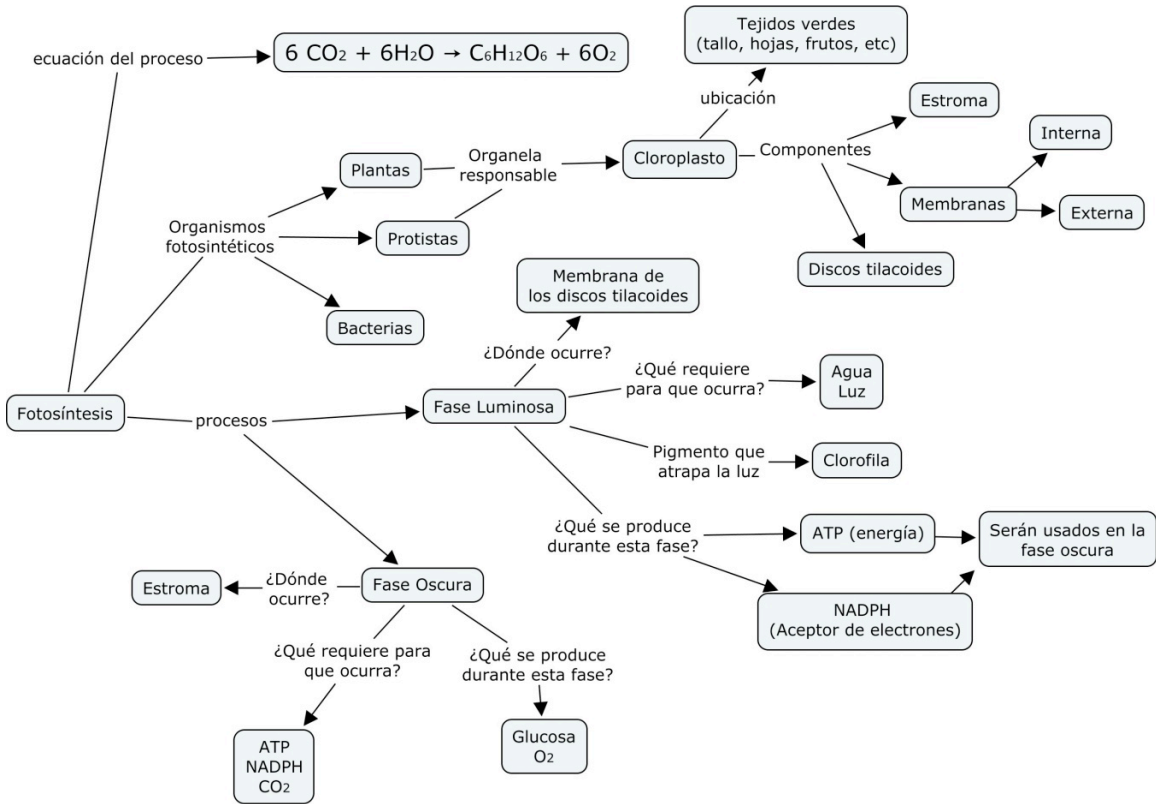 ecuación del proceso
6 CO₂ + 6H₂O → C₆H₁₂O₆ + 6O₂
Tejidos verdes
(tallo, hojas, frutos, etc)
ubicación
Estroma
Interna
Plantas
Organela
responsable
Cloroplasto
Componentes
Membranas
Externa
Organismos
fotosintéticos
Protistas
Discos tilacoides
Bacterias
Membrana de
los discos tilacoides
¿Dónde ocurre?
¿Qué requiere
para que ocurra?
Agua
Luz
Fotosíntesis
procesos
Fase Luminosa
Pigmento que
atrapa la luz
Clorofila
¿Qué se produce
durante esta fase?
ATP (energía)
Serán usados en la
fase oscura
NADPH
(Aceptor de electrones)
Estroma
¿Dónde
ocurre?
Fase Oscura
¿Qué requiere para
que ocurra?
¿Qué se produce
durante esta fase?
ATP
NADPH
CO₂
Glucosa
O₂